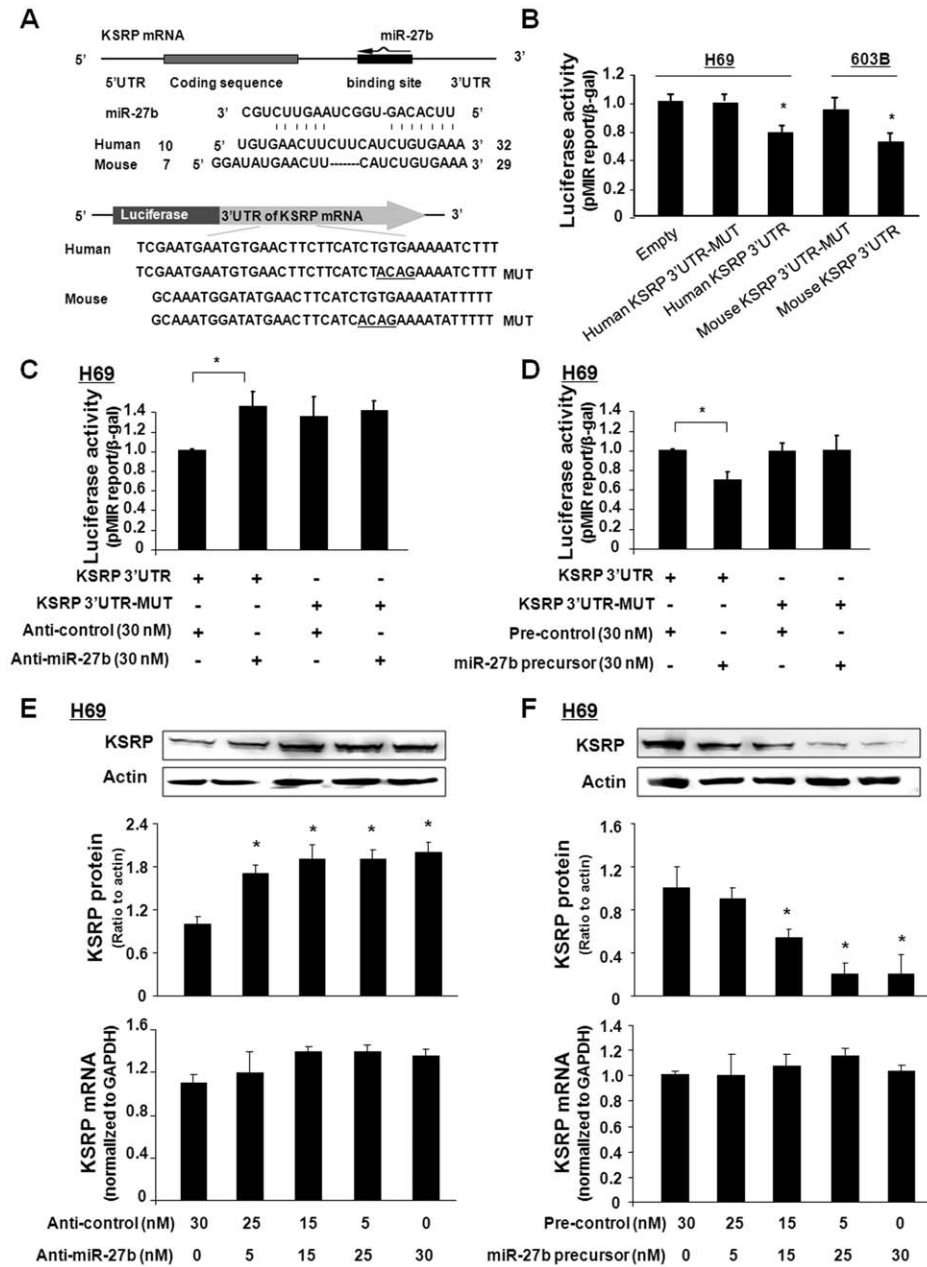 A
KSRP mRNA
miR-27b
5' 3'
5'UTR Coding sequence binding site 3'UTR
miR-27b 3' CGUCUUGAAUCGGU-GACACUU 5'
Human 10 5' UGUGAACUUCUUCAUCUGUGAAA 3' 32
Mouse 7 5' GGAUAUGAACUU-------CAUCUGUGAAA 3' 29
5' Luciferase 3'UTR of KSRP mRNA 3'
Human
TCGAATGAATGTGAACTTCTTCATCTGTGAAAAATCTTT
TCGAATGAATGTGAACTTCTTCATCTACAGAAAATCTTT MUT
Mouse
GCAAATGGATATGAACTTCATCTGTGAAAATATTTTT
GCAAATGGATATGAACTTCATCACAGAAAATATTTTT MUT
B
H69 603B
Luciferase activity
(pMIR report/β-gal)
1.2
1.0
1.8
1.6
1.4
1.2
0
* *
Empty
Human KSRP 3'UTR-MUT
Human KSRP 3'UTR
Mouse KSRP 3'UTR-MUT
Mouse KSRP 3'UTR
C H69
Luciferase activity
(pMIR report/β-gal)
1.4
1.2
1.0
0.8
0.6
0.4
0.2
0
*
KSRP 3'UTR + + - -
KSRP 3'UTR-MUT - - + +
Anti-control (30 nM) + - + -
Anti-miR-27b (30 nM) - + - +
D H69
Luciferase activity
(pMIR report/β-gal)
1.4
1.2
1.0
0.8
0.6
0.4
0.2
0
*
KSRP 3'UTR + + - -
KSRP 3'UTR-MUT - - + +
Pre-control (30 nM) + - + -
miR-27b precursor (30 nM) - + - +
E H69
KSRP
Actin
KSRP protein
(Ratio to actin)
2.4
1.8
1.2
0.6
0
* * * *
KSRP mRNA
(normalized to GAPDH)
1.6
1.2
0.8
0.4
0
Anti-control (nM) 30 25 15 5 0
Anti-miR-27b (nM) 0 5 15 25 30
F H69
KSRP
Actin
KSRP protein
(Ratio to actin)
1.6
1.2
0.8
0.4
0
* * *
KSRP mRNA
(normalized to GAPDH)
1.4
1.2
1.0
0.8
0.6
0.4
1.2
0
Pre-control (nM) 30 25 15 5 0
miR-27b precursor (nM) 0 5 15 25 30